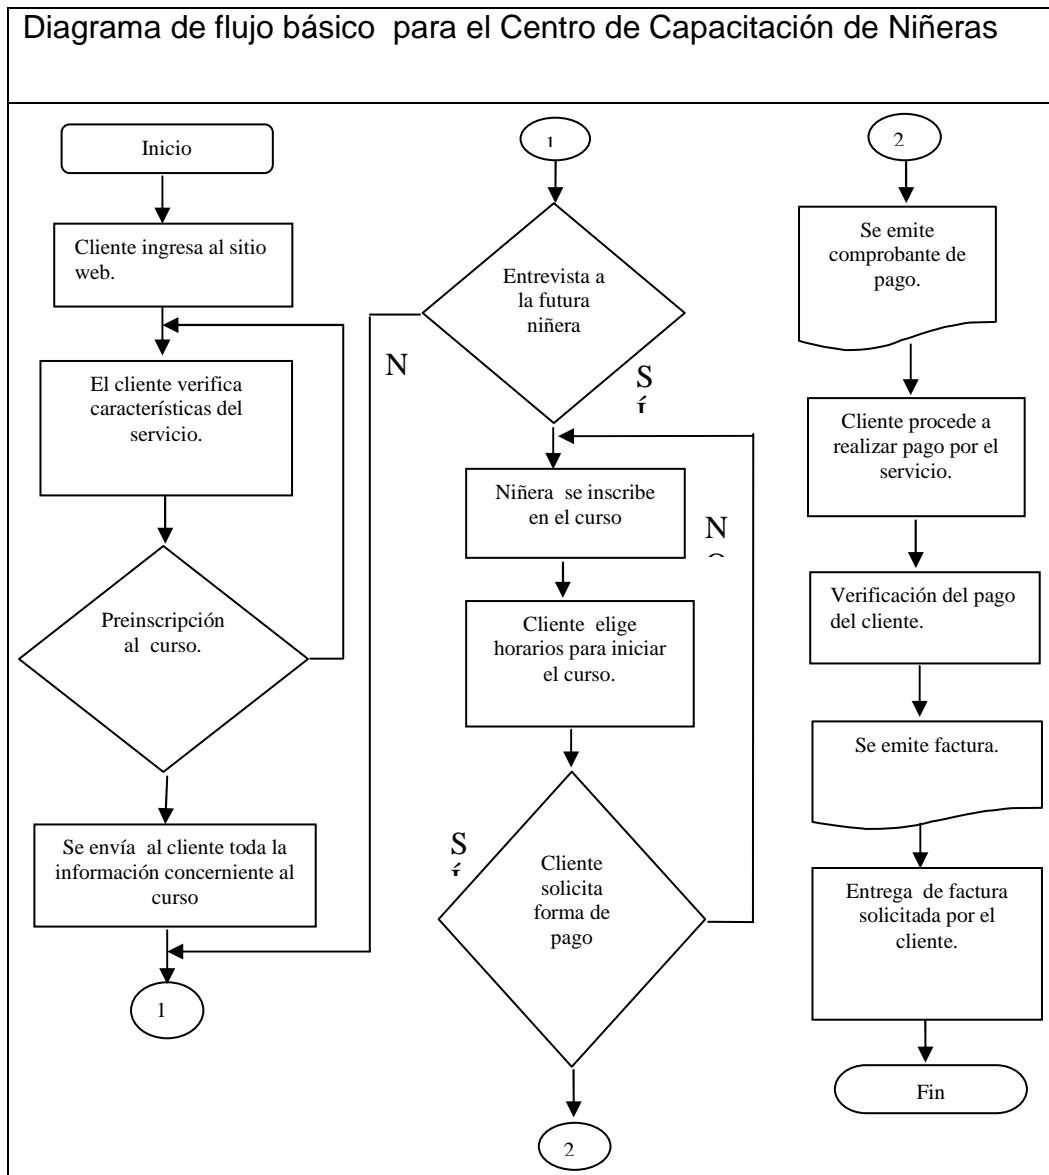 Diagrama de flujo básico para el Centro de Capacitación de Niñeras
Inicio
Cliente ingresa al sitio
web.
El cliente verifica
características del
servicio.
Preinscripción
al curso.
Se envía al cliente toda la
información concerniente al
curso
1
1
Entrevista a
la futura
niñera
N
Sí
Niñera se inscribe
en el curso
NO
Cliente elige
horarios para iniciar
el curso.
Sí
Cliente
solicita
forma de
pago
2
2
Se emite
comprobante de
pago.
Cliente procede a
realizar pago por el
servicio.
Verificación del pago
del cliente.
Se emite factura.
Entrega de factura
solicitada por el
cliente.
Fin